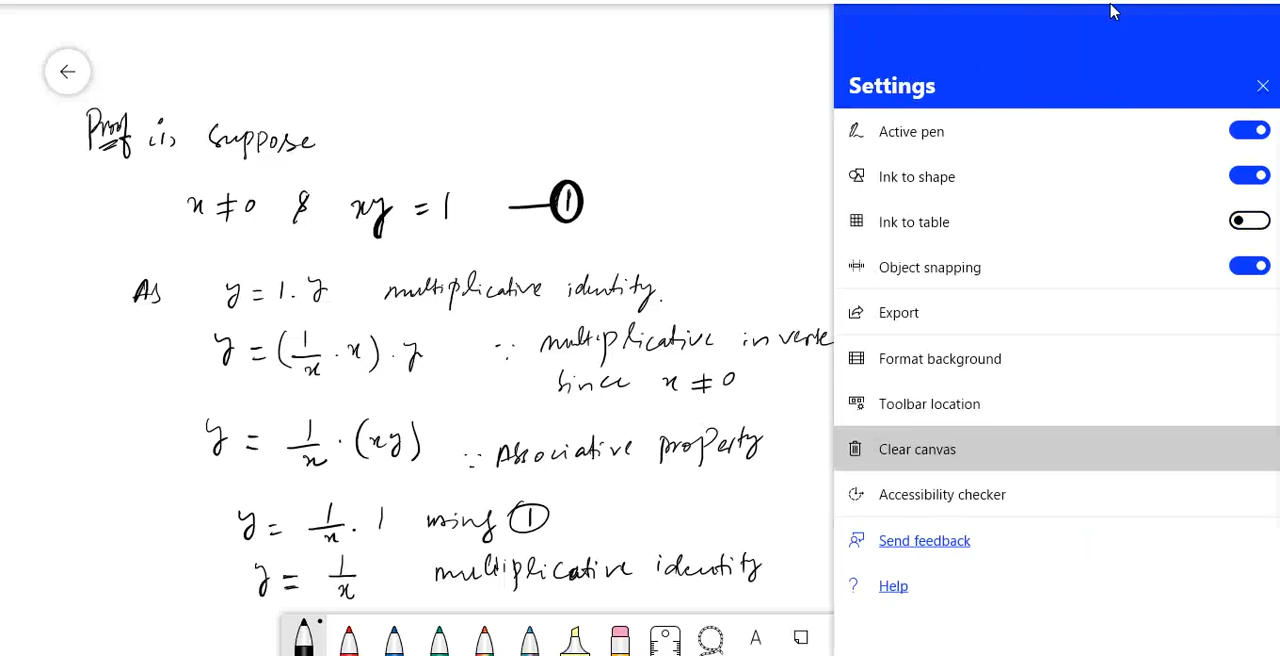 Proof ii, suppose
x ≠ 0 & xy = 1 — ①
As y = 1 . y multiplicative identity.
y = (1/x . x) . y ∵ multiplicative inverse
since x ≠ 0
y = 1/x . (xy) ∵ Associative property
y = 1/x . 1 using ①
y = 1/x multiplicative identity
A
Settings
Active pen
Ink to shape
Ink to table
Object snapping
Export
Format background
Toolbar location
Clear canvas
Accessibility checker
Send feedback
Help